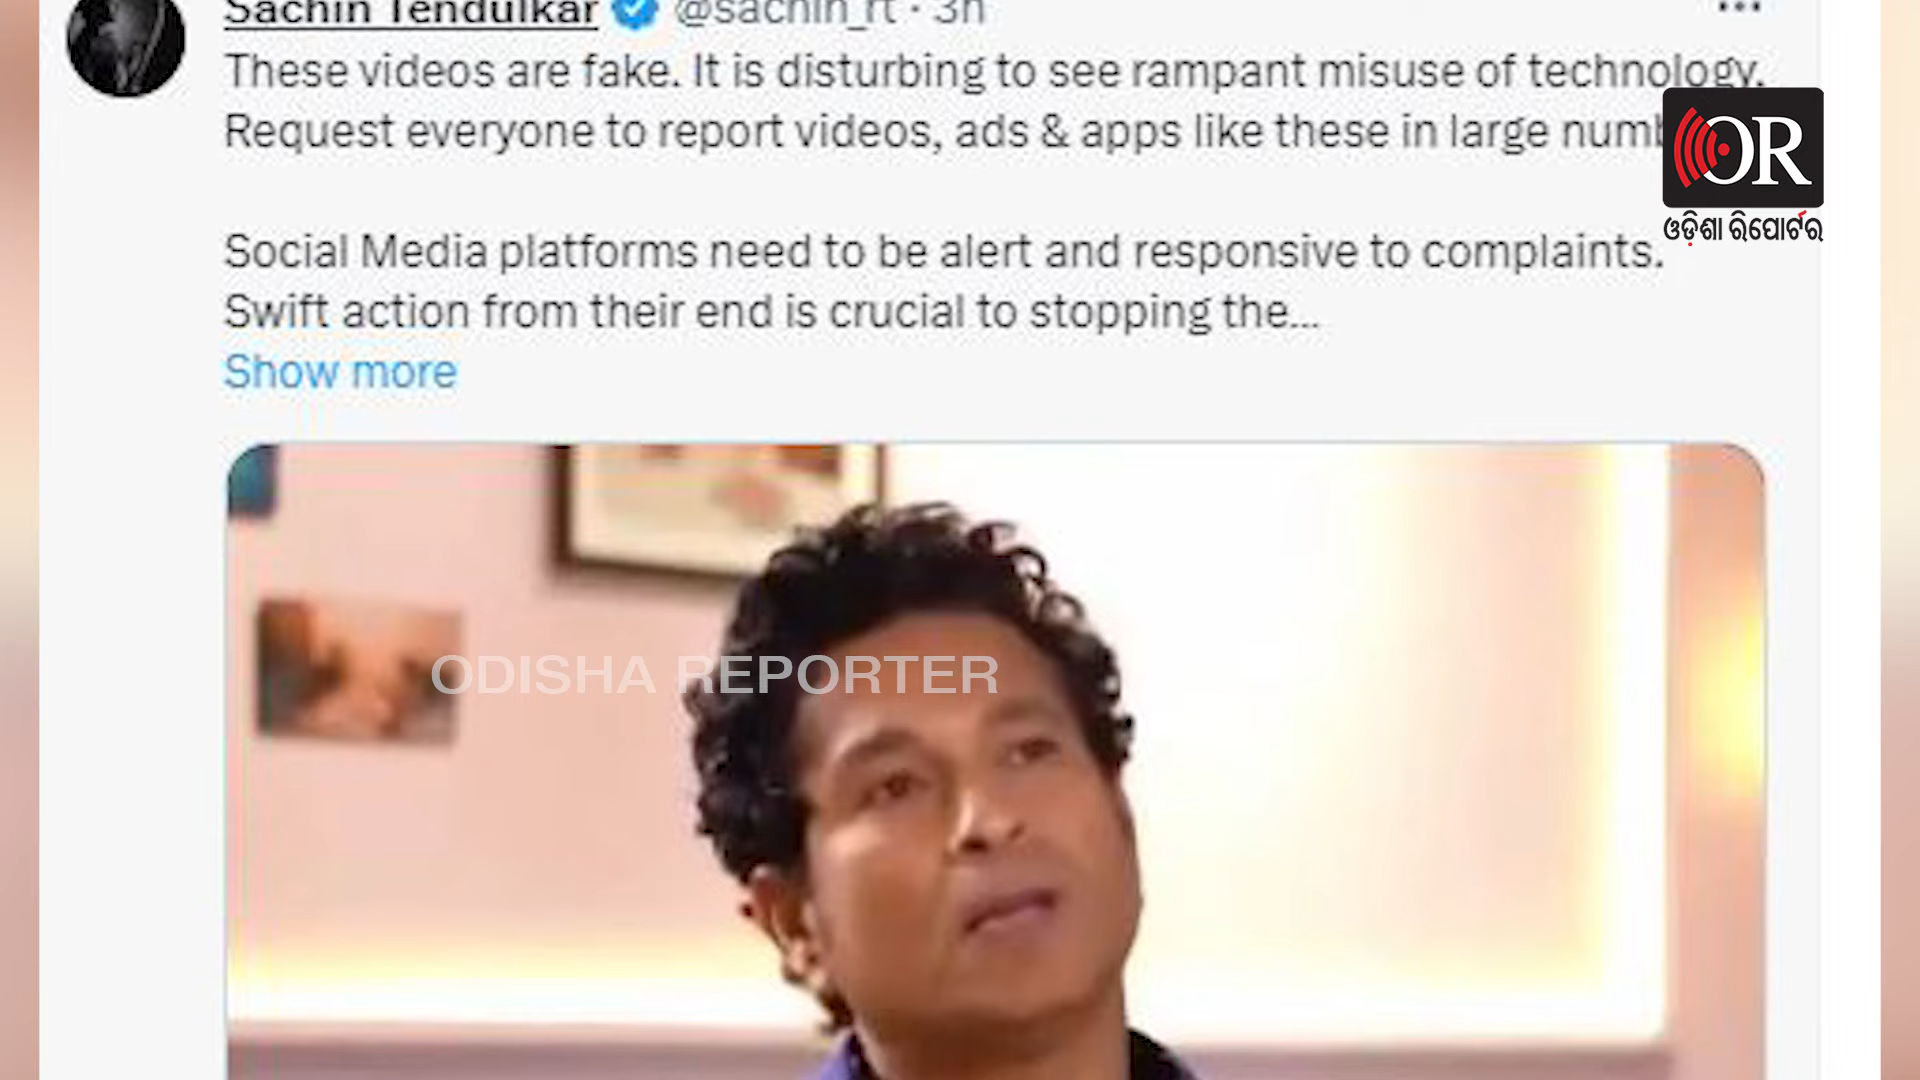 Sachin Tendulkar @sachin_rt · 3h
These videos are fake. It is disturbing to see rampant misuse of technology.
Request everyone to report videos, ads & apps like these in large numb
OR
ଓଡ଼ିଶା ରିପୋର୍ଟର
Social Media platforms need to be alert and responsive to complaints.
Swift action from their end is crucial to stopping the...
Show more
ODISHA REPORTER